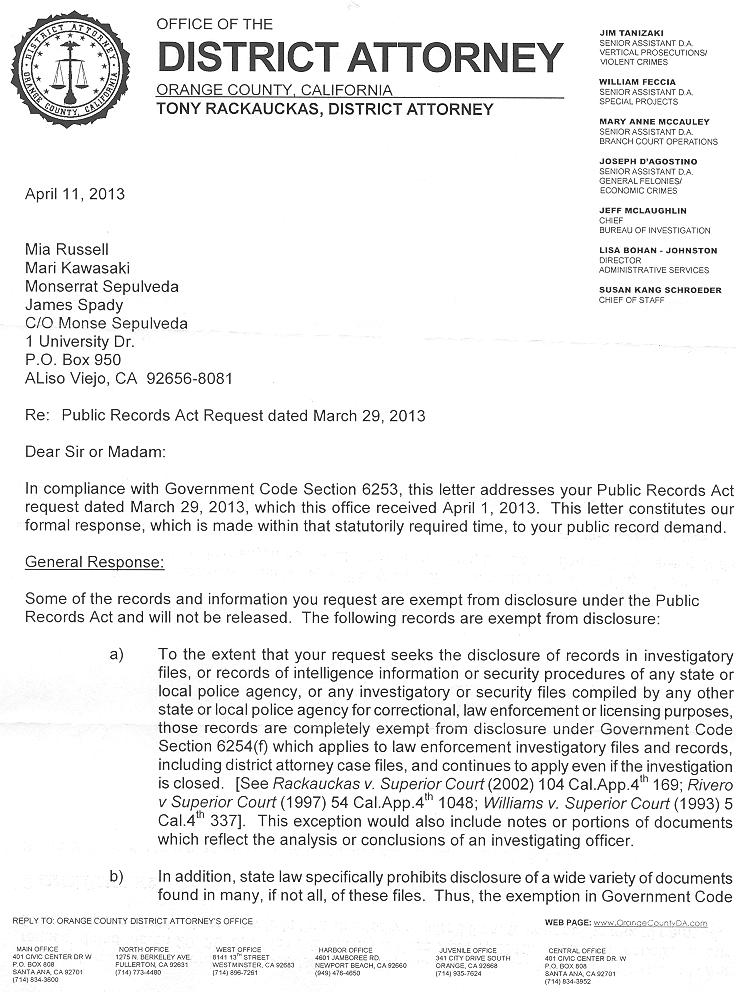 DISTRICT ATTORNEY
ORANGE COUNTY, CALIFORNIA
OFFICE OF THE
DISTRICT ATTORNEY
ORANGE COUNTY, CALIFORNIA
TONY RACKAUCKAS, DISTRICT ATTORNEY
JIM TANIZAKI
SENIOR ASSISTANT D.A.
VERTICAL PROSECUTIONS/
VIOLENT CRIMES
WILLIAM FECCIA
SENIOR ASSISTANT D.A.
SPECIAL PROJECTS
MARY ANNE MCCAULEY
SENIOR ASSISTANT D.A.
BRANCH COURT OPERATIONS
JOSEPH D'AGOSTINO
SENIOR ASSISTANT D.A.
GENERAL FELONIES/
ECONOMIC CRIMES
JEFF MCLAUGHLIN
CHIEF
BUREAU OF INVESTIGATION
LISA BOHAN - JOHNSTON
DIRECTOR
ADMINISTRATIVE SERVICES
SUSAN KANG SCHROEDER
CHIEF OF STAFF
April 11, 2013
Mia Russell
Mari Kawasaki
Monserrat Sepulveda
James Spady
C/O Monse Sepulveda
1 University Dr.
P.O. Box 950
ALiso Viejo, CA 92656-8081
Re: Public Records Act Request dated March 29, 2013
Dear Sir or Madam:
In compliance with Government Code Section 6253, this letter addresses your Public Records Act
request dated March 29, 2013, which this office received April 1, 2013. This letter constitutes our
formal response, which is made within that statutorily required time, to your public record demand.
General Response:
Some of the records and information you request are exempt from disclosure under the Public
Records Act and will not be released. The following records are exempt from disclosure:
a) To the extent that your request seeks the disclosure of records in investigatory
files, or records of intelligence information or security procedures of any state or
local police agency, or any investigatory or security files compiled by any other
state or local police agency for correctional, law enforcement or licensing purposes,
those records are completely exempt from disclosure under Government Code
Section 6254(f) which applies to law enforcement investigatory files and records,
including district attorney case files, and continues to apply even if the investigation
is closed. [See Rackauckas v. Superior Court (2002) 104 Cal.App.4th 169; Rivero
v Superior Court (1997) 54 Cal.App.4th 1048; Williams v. Superior Court (1993) 5
Cal.4th 337]. This exception would also include notes or portions of documents
which reflect the analysis or conclusions of an investigating officer.
b) In addition, state law specifically prohibits disclosure of a wide variety of documents
found in many, if not all, of these files. Thus, the exemption in Government Code
REPLY TO: ORANGE COUNTY DISTRICT ATTORNEY'S OFFICE
WEB PAGE: www.OrangeCountyDA.com
MAIN OFFICE
401 CIVIC CENTER DR W
P.O. BOX 808
SANTA ANA, CA 92701
(714) 834-3600
NORTH OFFICE
1275 N. BERKELEY AVE.
FULLERTON, CA 92631
(714) 773-4480
WEST OFFICE
8141 13TH STREET
WESTMINSTER, CA 92683
(714) 896-7261
HARBOR OFFICE
4601 JAMBOREE RD.
NEWPORT BEACH, CA 92660
(949) 476-4650
JUVENILE OFFICE
341 CITY DRIVE SOUTH
ORANGE, CA 92668
(714) 935-7624
CENTRAL OFFICE
401 CIVIC CENTER DR. W
P.O. BOX 808
SANTA ANA, CA 92701
(714) 834-3952